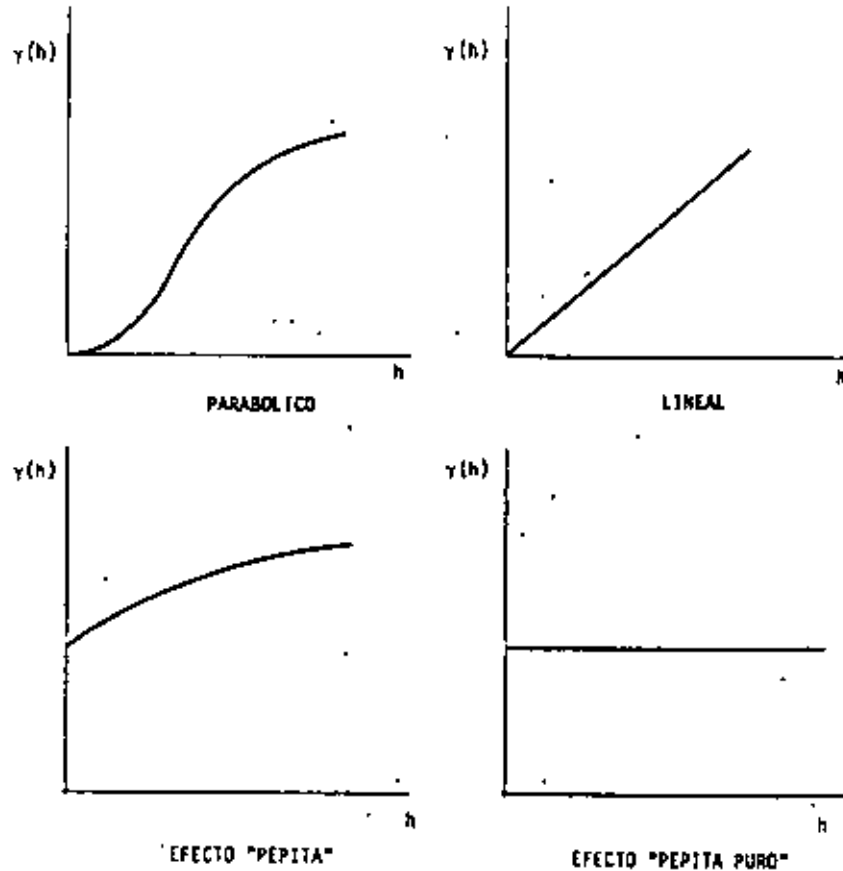 γ(h)
h
PARABOLICO
γ(h)
h
LINEAL
γ(h)
h
EFECTO "PEPITA"
γ(h)
h
EFECTO "PEPITA PURO"